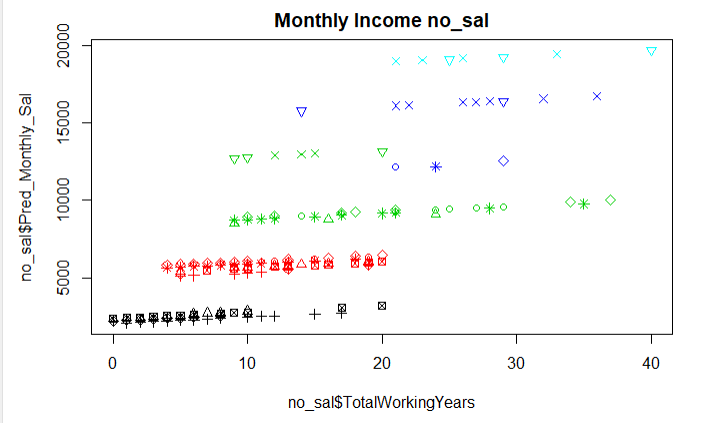 Monthly Income no_sal
no_sal$Pred_Monthly_Sal
20000
15000
10000
5000
0 10 20 30 40
no_sal$TotalWorkingYears